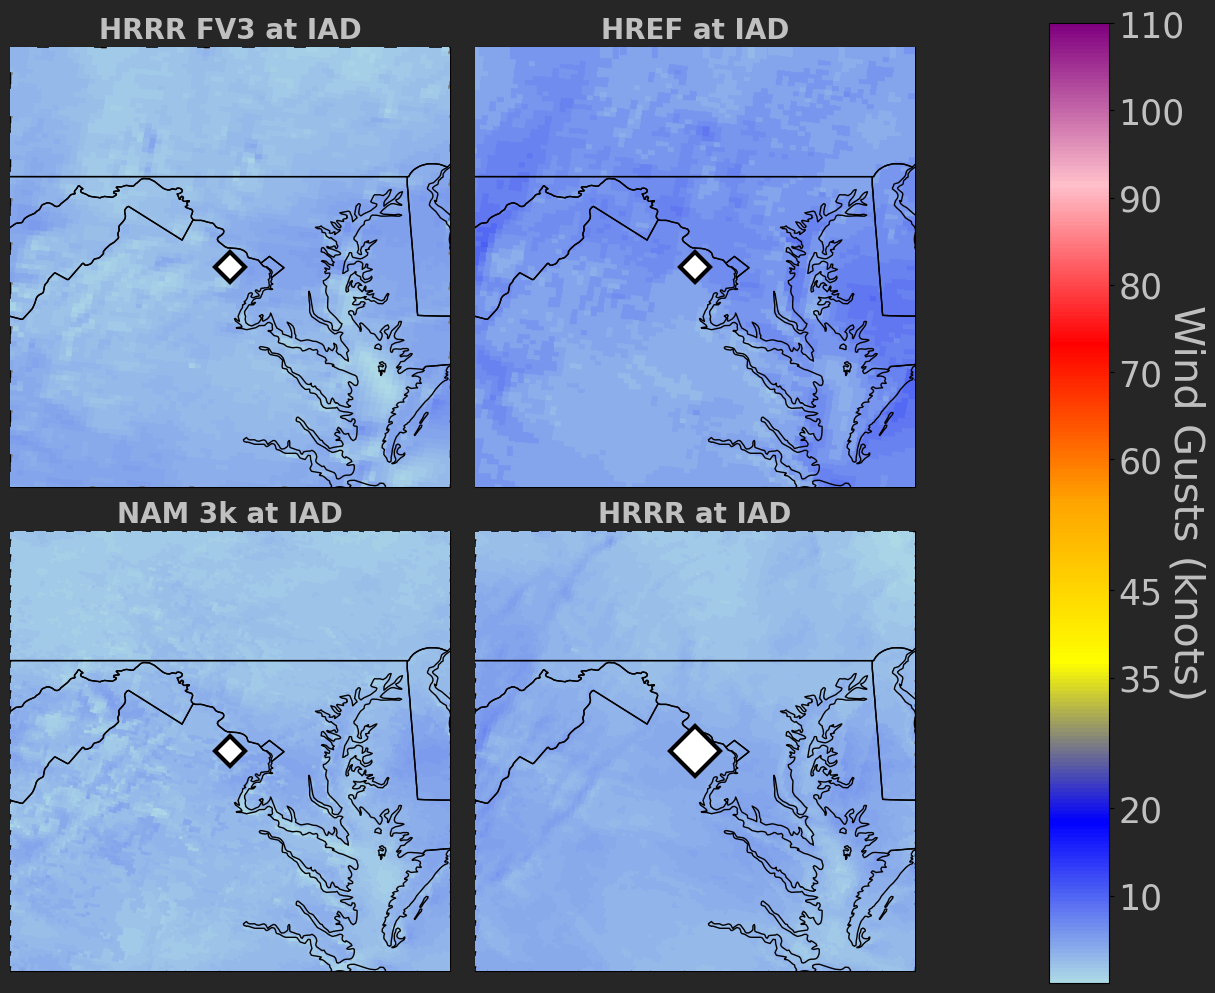 HRRR FV3 at IAD
HREF at IAD
NAM 3k at IAD
HRRR at IAD
110
100
90
80
70
60
45
35
20
10
Wind Gusts (knots)